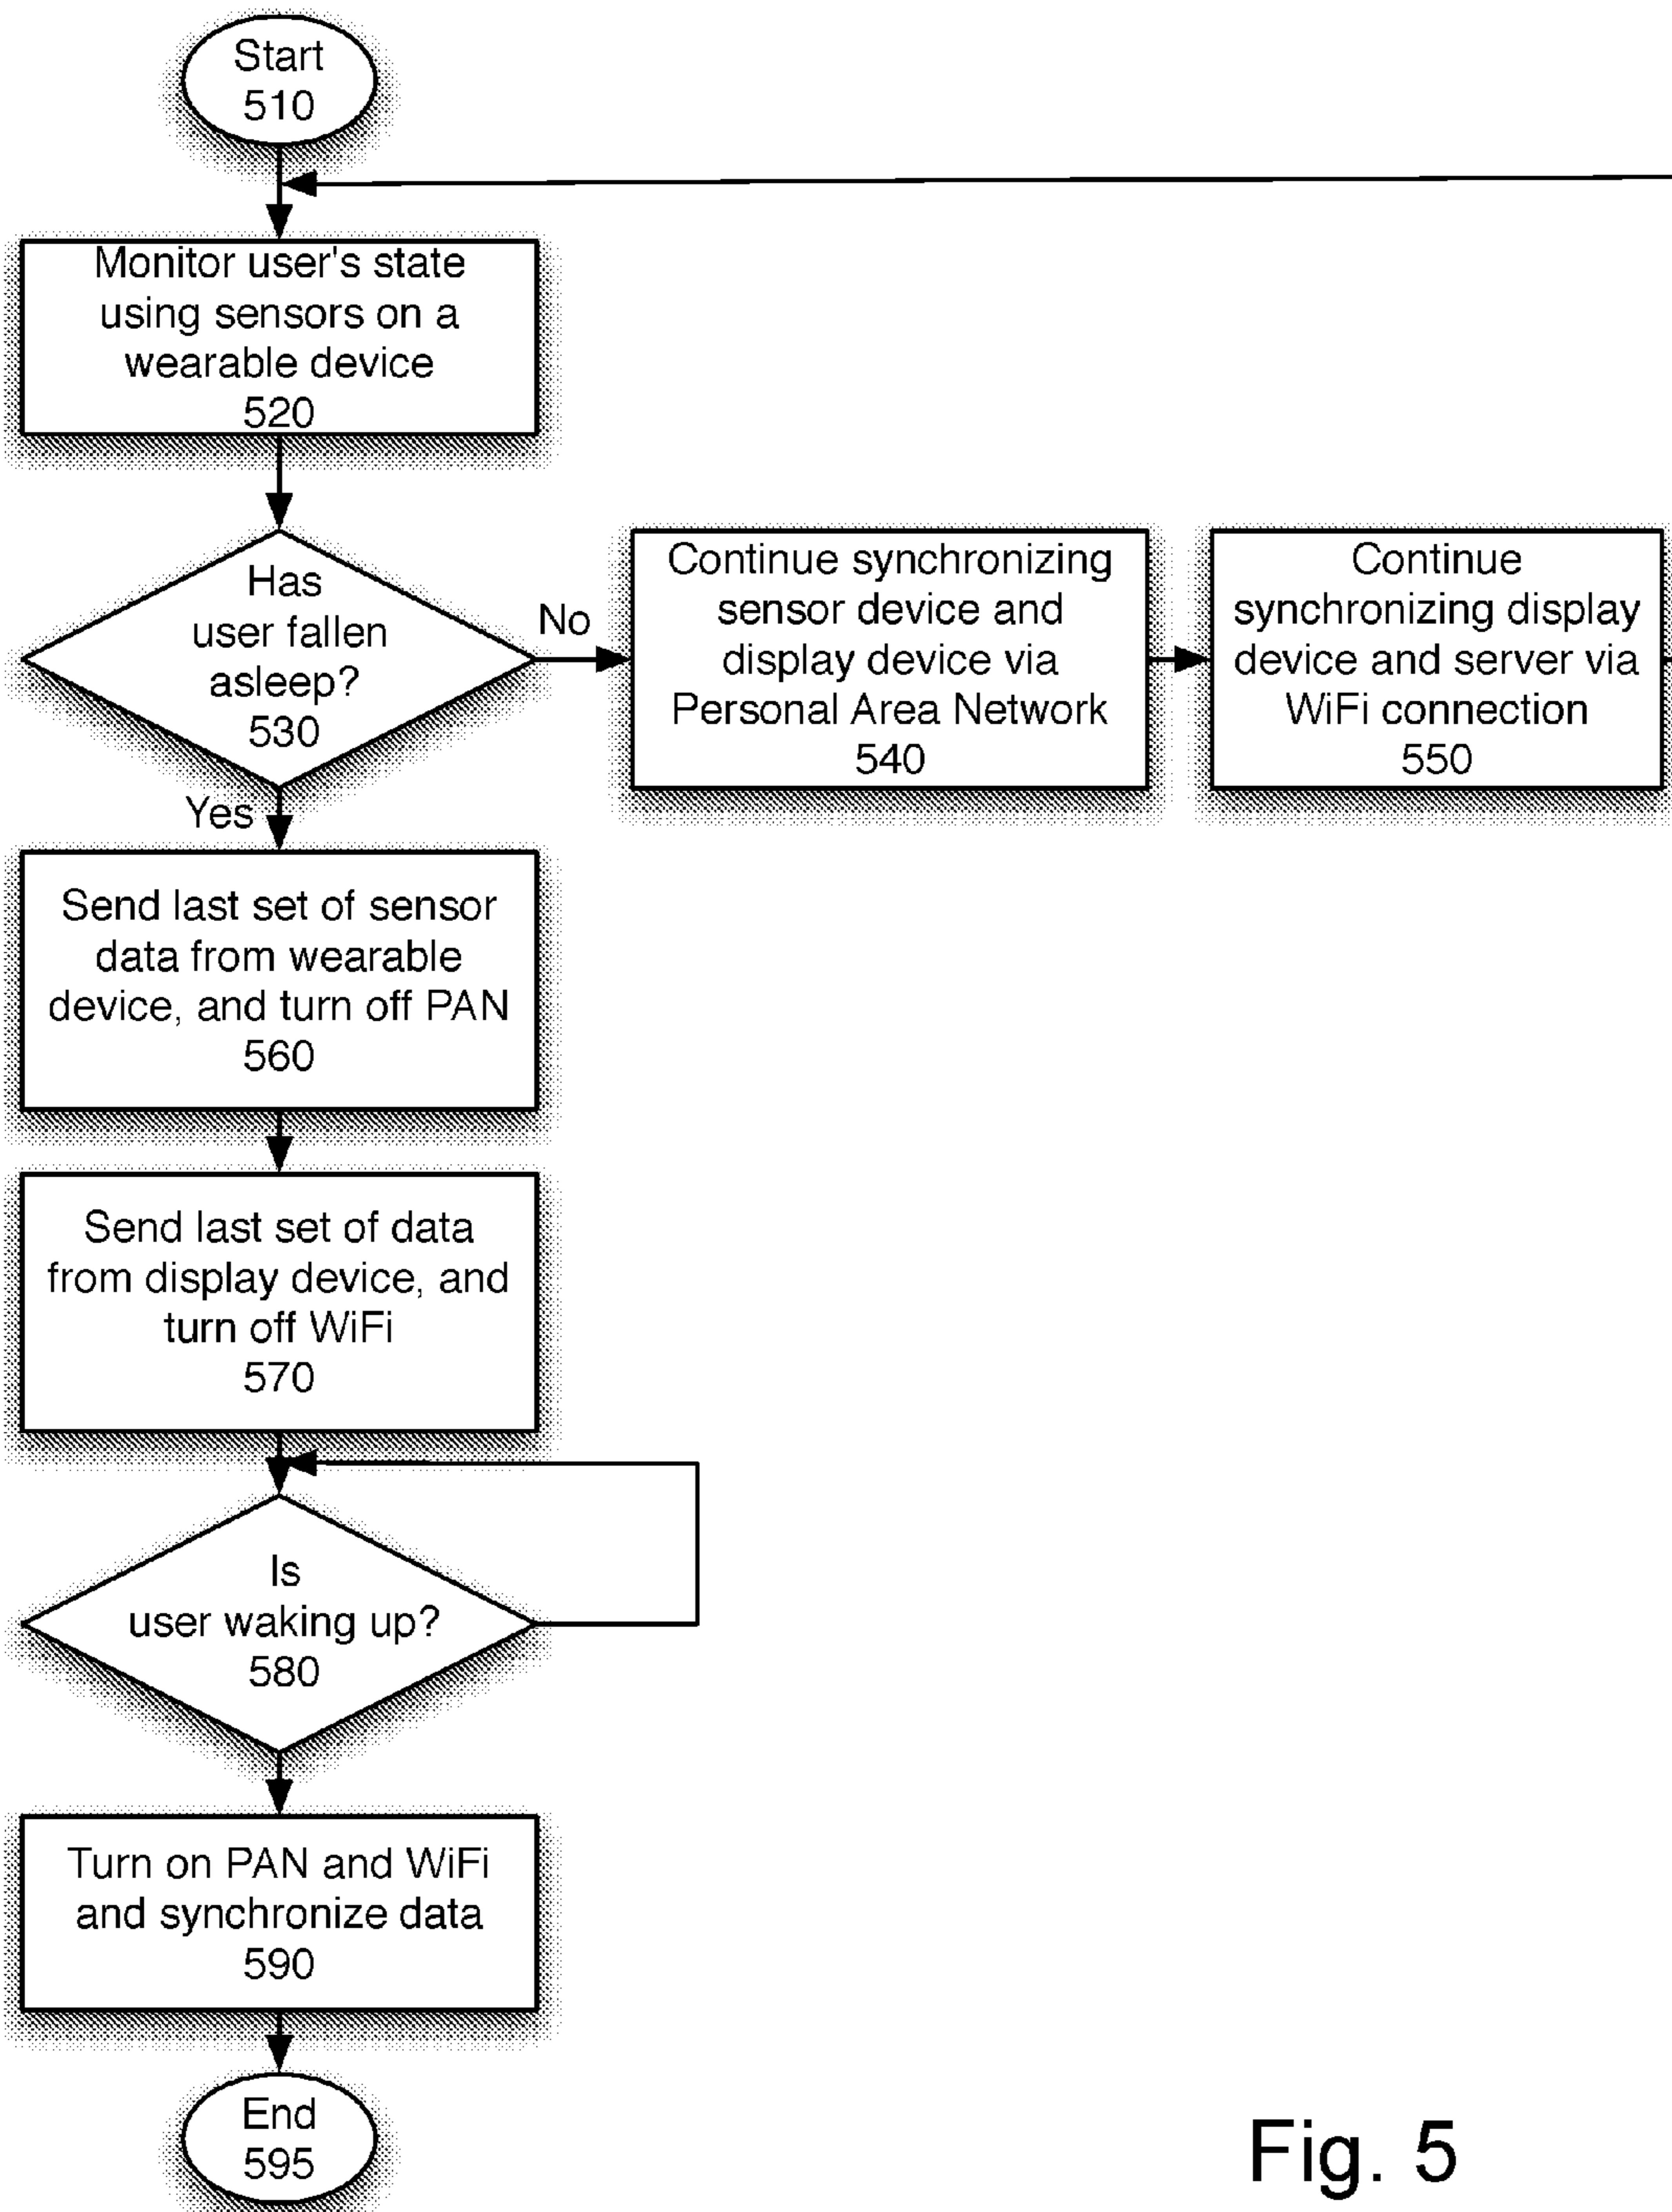 Start
510
Monitor user's state
using sensors on a
wearable device
520
Has
user fallen
asleep?
530
No
Continue synchronizing
sensor device and
display device via
Personal Area Network
540
Continue
synchronizing display
device and server via
WiFi connection
550
Yes
Send last set of sensor
data from wearable
device, and turn off PAN
560
Send last set of data
from display device, and
turn off WiFi
570
Is
user waking up?
580
Turn on PAN and WiFi
and synchronize data
590
End
595
Fig. 5